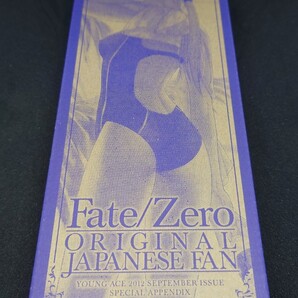 Fate/Zero
ORIGINAL
JAPANESE FAN
YOUNG ACE 2012 SEPTEMBER ISSUE
SPECIAL APPENDIX